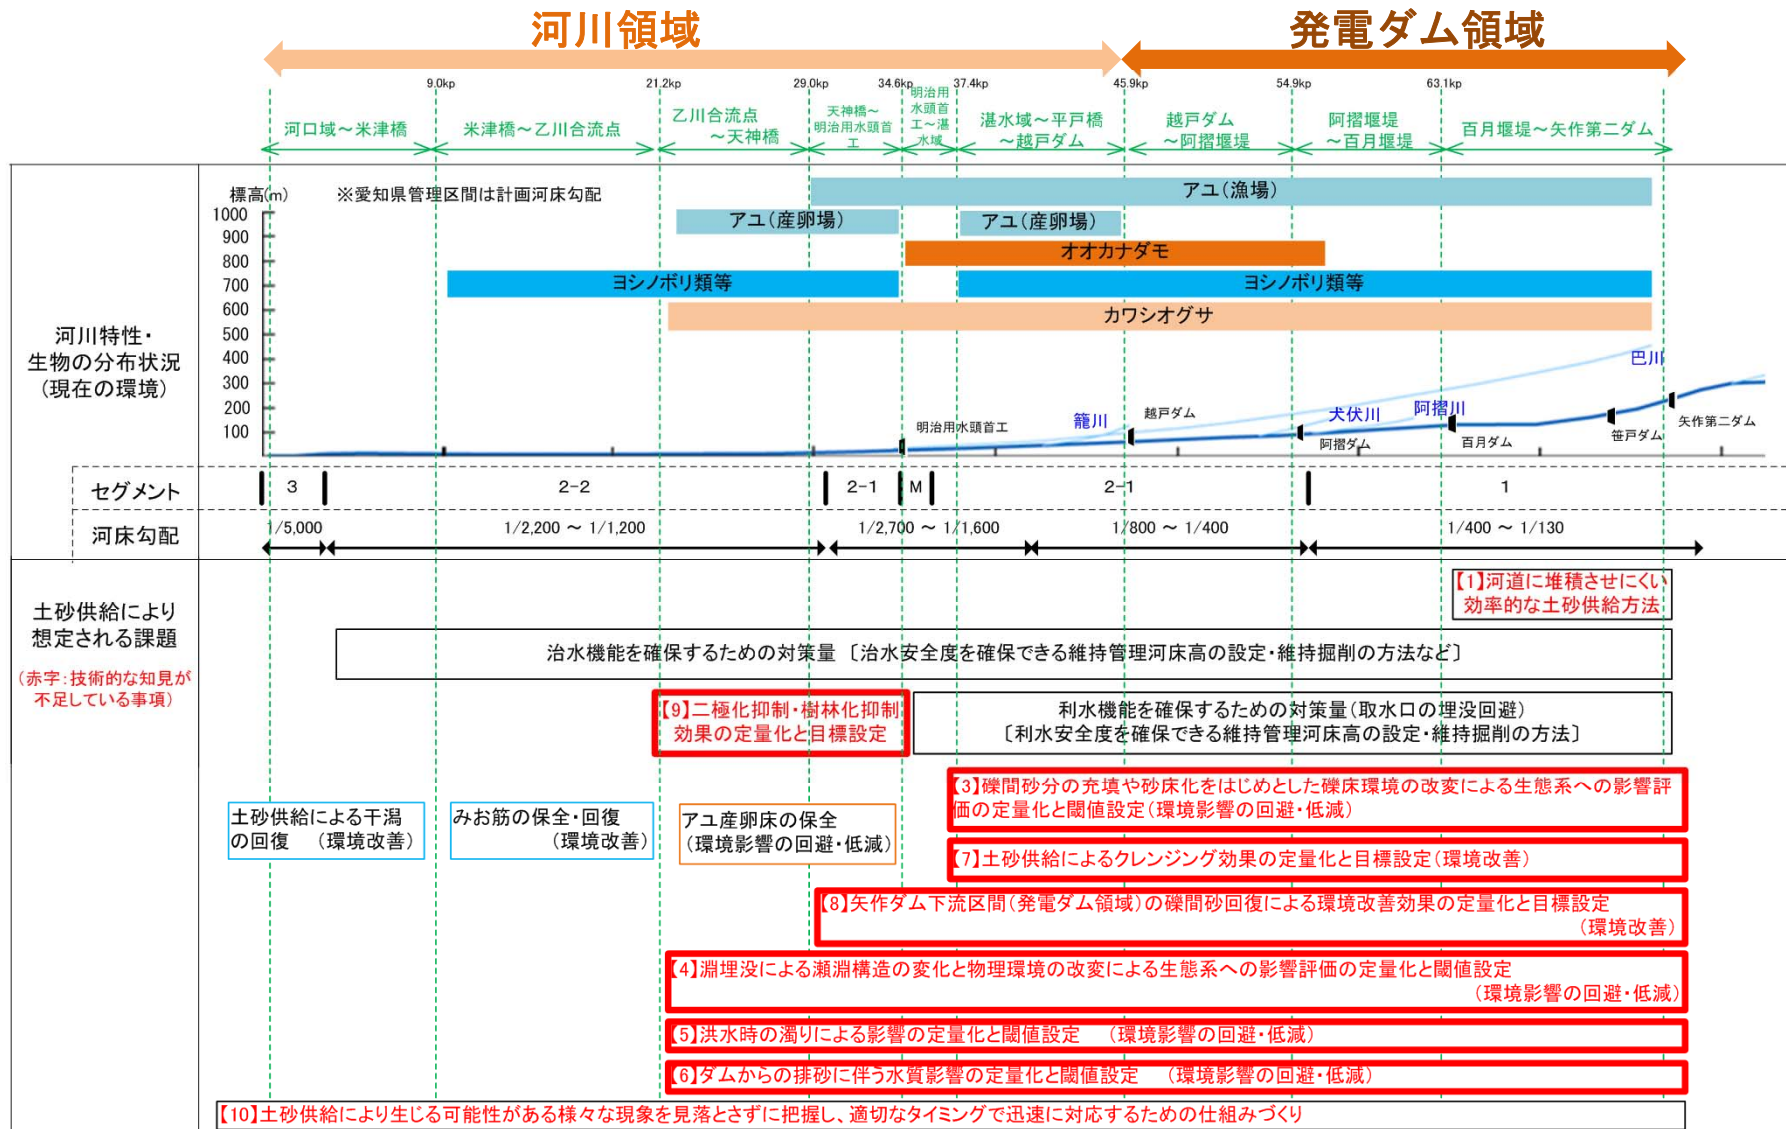 河川領域
発電ダム領域
9.0kp
21.2kp
29.0kp
34.6kp
37.4kp
45.9kp
54.9kp
63.1kp
河口域～米津橋
米津橋～乙川合流点
乙川合流点
～天神橋
天神橋～
明治用水頭首
工
明治用
水頭首
工～湛
水域
湛水域～平戸橋
～越戸ダム
越戸ダム
～阿摺堰堤
阿摺堰堤
～百月堰堤
百月堰堤～矢作第二ダム
河川特性・
生物の分布状況
(現在の環境)
標高(m)
※愛知県管理区間は計画河床勾配
1000
900
800
700
600
500
400
300
200
100
アユ(漁場)
アユ(産卵場)
アユ(産卵場)
オオカナダモ
ヨシノボリ類等
ヨシノボリ類等
カワシオグサ
巴川
籠川
犬伏川
阿摺川
明治用水頭首工
越戸ダム
阿摺ダム
百月ダム
笹戸ダム
矢作第二ダム
セグメント
3
2-2
2-1
M
2-1
1
河床勾配
1/5,000
1/2,200 ～ 1/1,200
1/2,700 ～ 1/1,600
1/800 ～ 1/400
1/400 ～ 1/130
土砂供給により
想定される課題
(赤字:技術的な知見が
不足している事項)
【1】河道に堆積させにくい
効率的な土砂供給方法
治水機能を確保するための対策量〔治水安全度を確保できる維持管理河床高の設定・維持掘削の方法など〕
【9】二極化抑制・樹林化抑制
効果の定量化と目標設定
利水機能を確保するための対策量(取水口の埋没回避)
〔利水安全度を確保できる維持管理河床高の設定・維持掘削の方法〕
【3】礫間砂分の充填や砂床化をはじめとした礫床環境の改変による生態系への影響評
価の定量化と閾値設定(環境影響の回避・低減)
土砂供給による干潟
の回復　(環境改善)
みお筋の保全・回復
(環境改善)
アユ産卵床の保全
(環境影響の回避・低減)
【7】土砂供給によるクレンジング効果の定量化と目標設定(環境改善)
【8】矢作ダム下流区間(発電ダム領域)の礫間砂回復による環境改善効果の定量化と目標設定
(環境改善)
【4】淵埋没による瀬淵構造の変化と物理環境の改変による生態系への影響評価の定量化と閾値設定
(環境影響の回避・低減)
【5】洪水時の濁りによる影響の定量化と閾値設定　(環境影響の回避・低減)
【6】ダムからの排砂に伴う水質影響の定量化と閾値設定　(環境影響の回避・低減)
【10】土砂供給により生じる可能性がある様々な現象を見落とさずに把握し、適切なタイミングで迅速に対応するための仕組みづくり